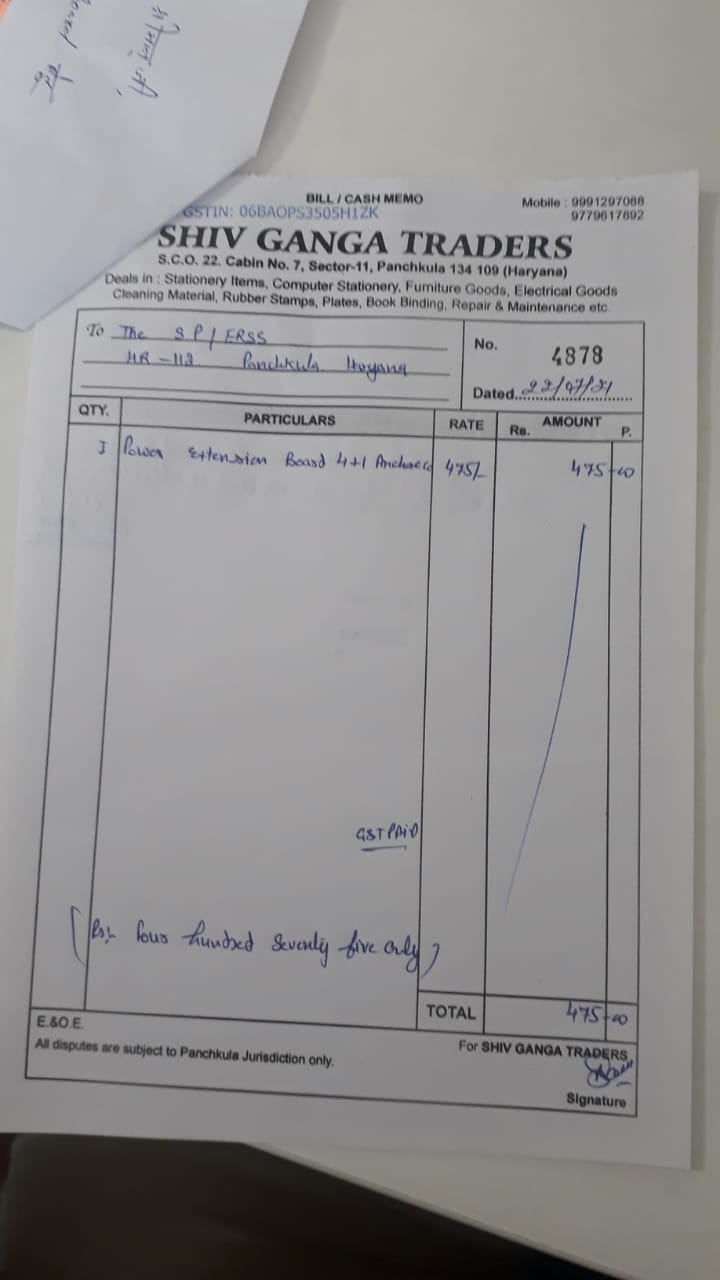 BILL / CASH MEMO
Mobile : 9991297088
9779617892
GSTIN: 06BAOPS3505H1ZK
SHIV GANGA TRADERS
S.C.O. 22. Cabin No. 7, Sector-11, Panchkula 134 109 (Haryana)
Deals in : Stationery Items, Computer Stationery, Furniture Goods, Electrical Goods
Cleaning Material, Rubber Stamps, Plates, Book Binding, Repair & Maintenance etc.
To The S P / ERSS
HR-112 Panchkula Haryana
No. 4878
Dated 22/07/21
QTY. PARTICULARS RATE AMOUNT
Rs. P.
1 Power Extension Board 4+1 475/- 475-00
GST PAID
[Rs:- four hundred seventy five only]
TOTAL 475-00
E.&O.E.
All disputes are subject to Panchkula Jurisdiction only.
For SHIV GANGA TRADERS
Signature